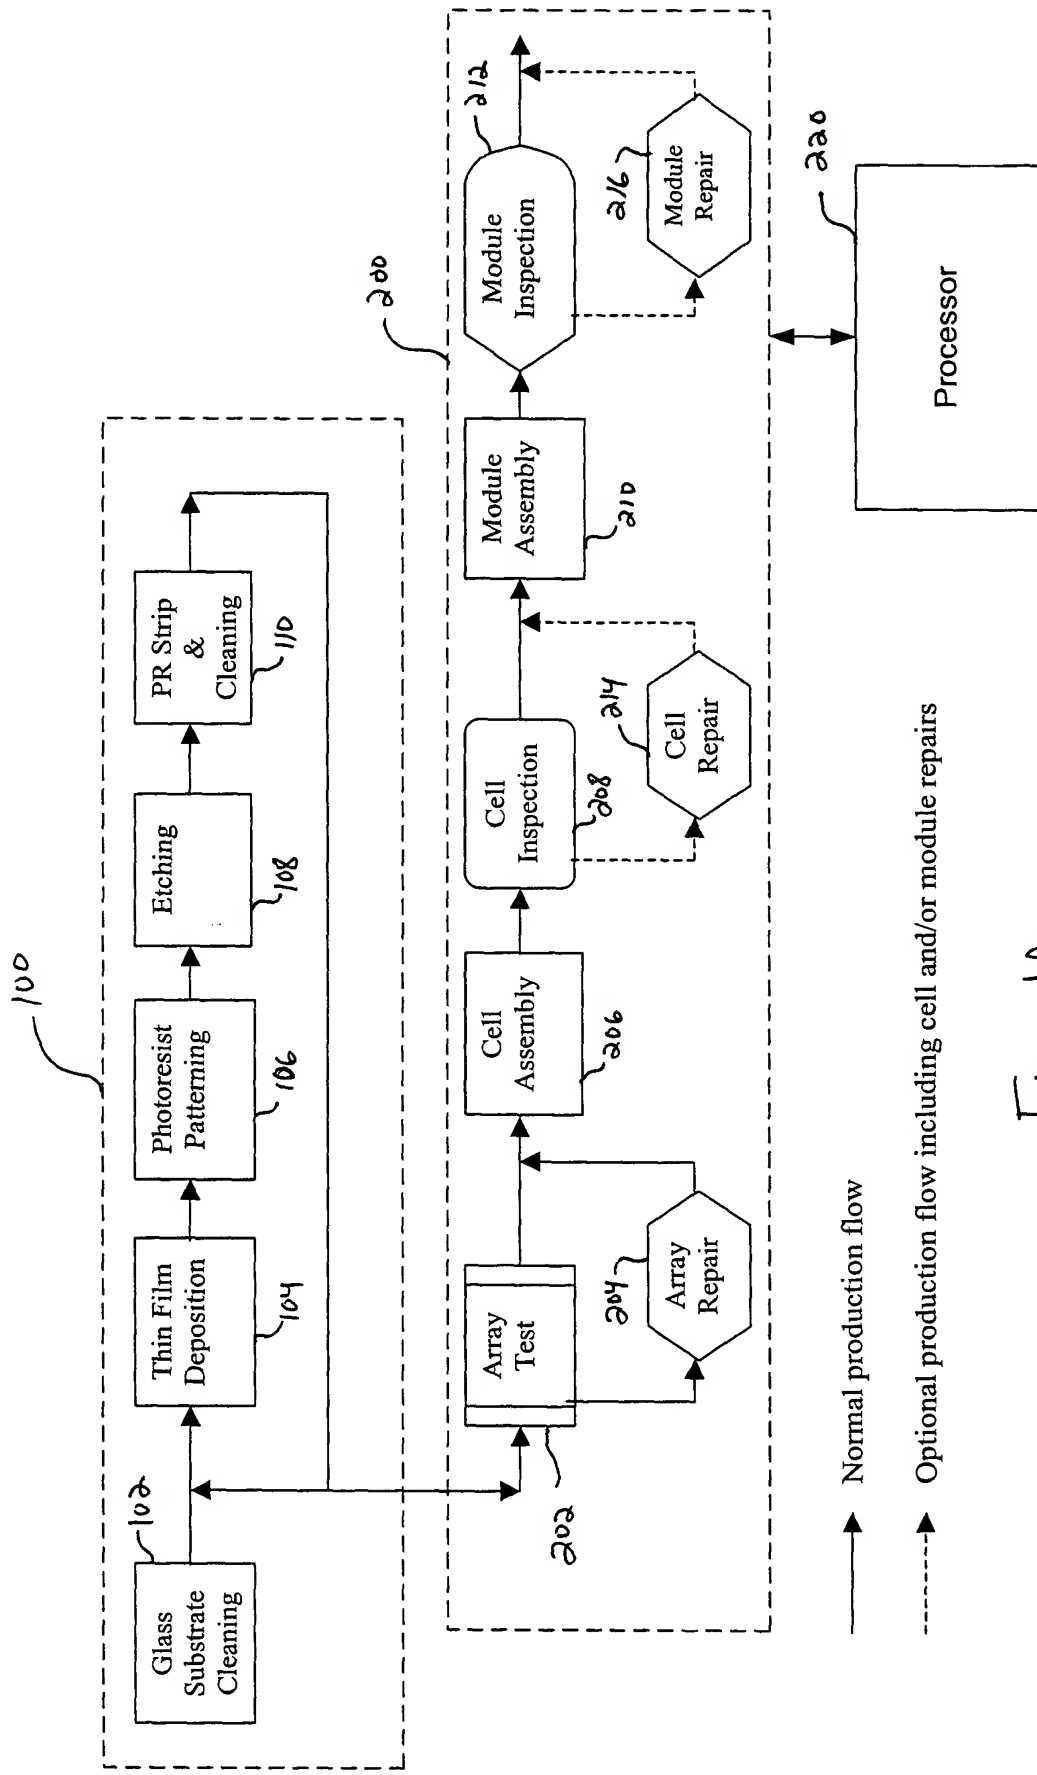 100
Glass
Substrate
Cleaning
102
Thin Film
Deposition
104
Photoresist
Patterning
106
Etching
108
PR Strip
&
Cleaning
110
200
Array
Test
202
Array
Repair
204
Cell
Assembly
206
Cell
Inspection
208
Cell
Repair
214
Module
Assembly
210
Module
Inspection
212
Module
Repair
216
Processor
220
Normal production flow
Optional production flow including cell and/or module repairs